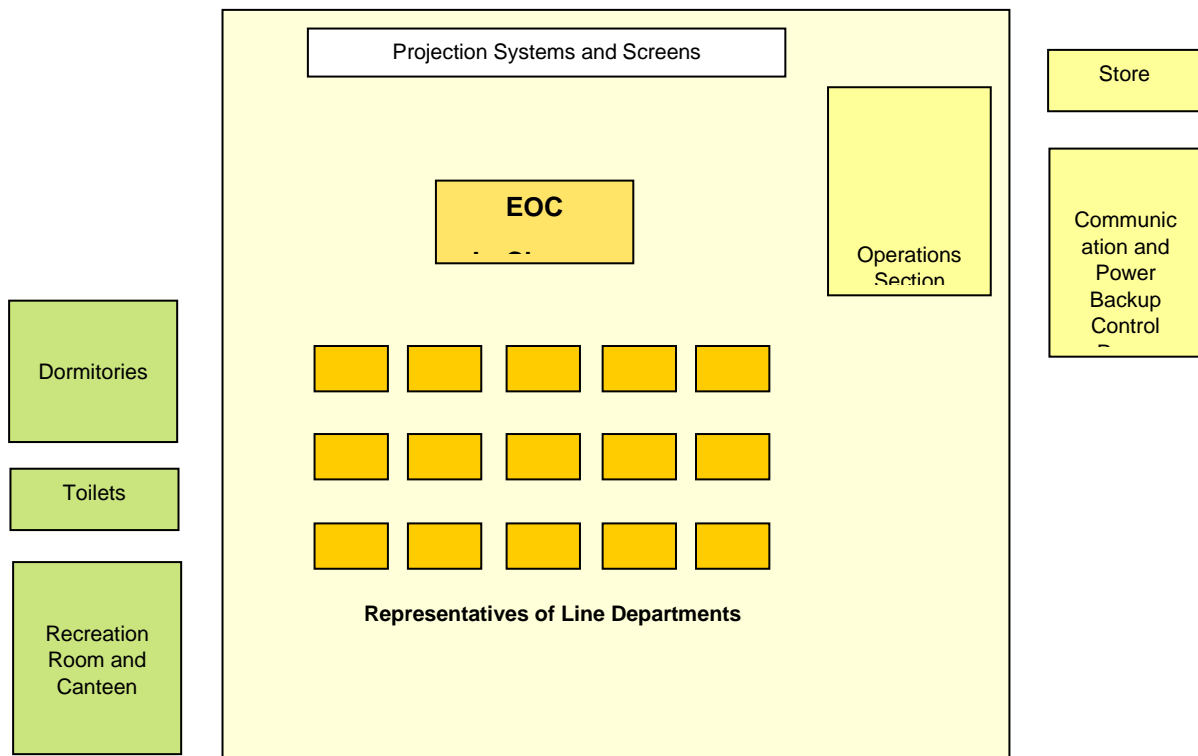 Projection Systems and Screens
Store
EOC
Operations
Section
Communic
ation and
Power
Backup
Control
Dormitories
Toilets
Representatives of Line Departments
Recreation
Room and
Canteen